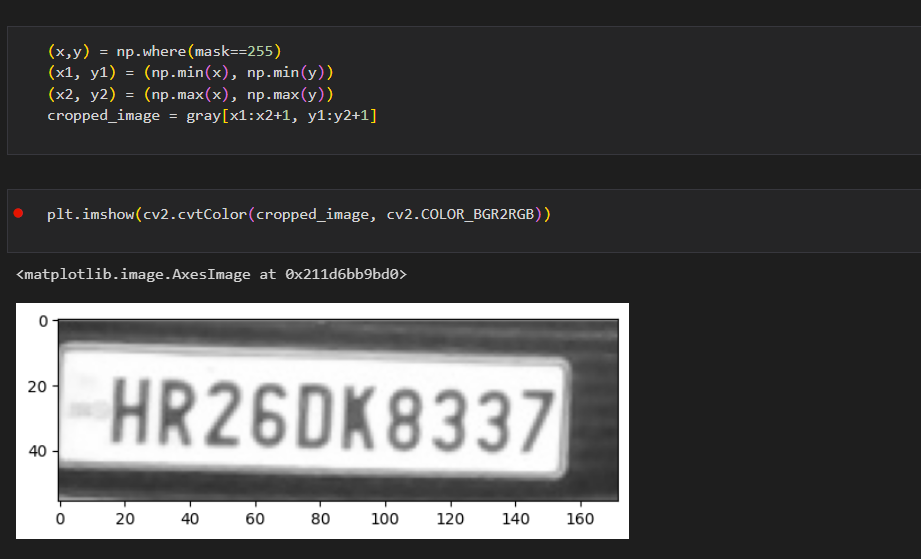 (x,y) = np.where(mask==255)
(x1, y1) = (np.min(x), np.min(y))
(x2, y2) = (np.max(x), np.max(y))
cropped_image = gray[x1:x2+1, y1:y2+1]
plt.imshow(cv2.cvtColor(cropped_image, cv2.COLOR_BGR2RGB))
<matplotlib.image.AxesImage at 0x211d6bb9bd0>
0
20
40
HR26DK8337
0 20 40 60 80 100 120 140 160